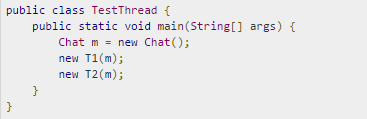 public class TestThread {
    public static void main(String[] args) {
        Chat m = new Chat();
        new T1(m);
        new T2(m);
    }
}